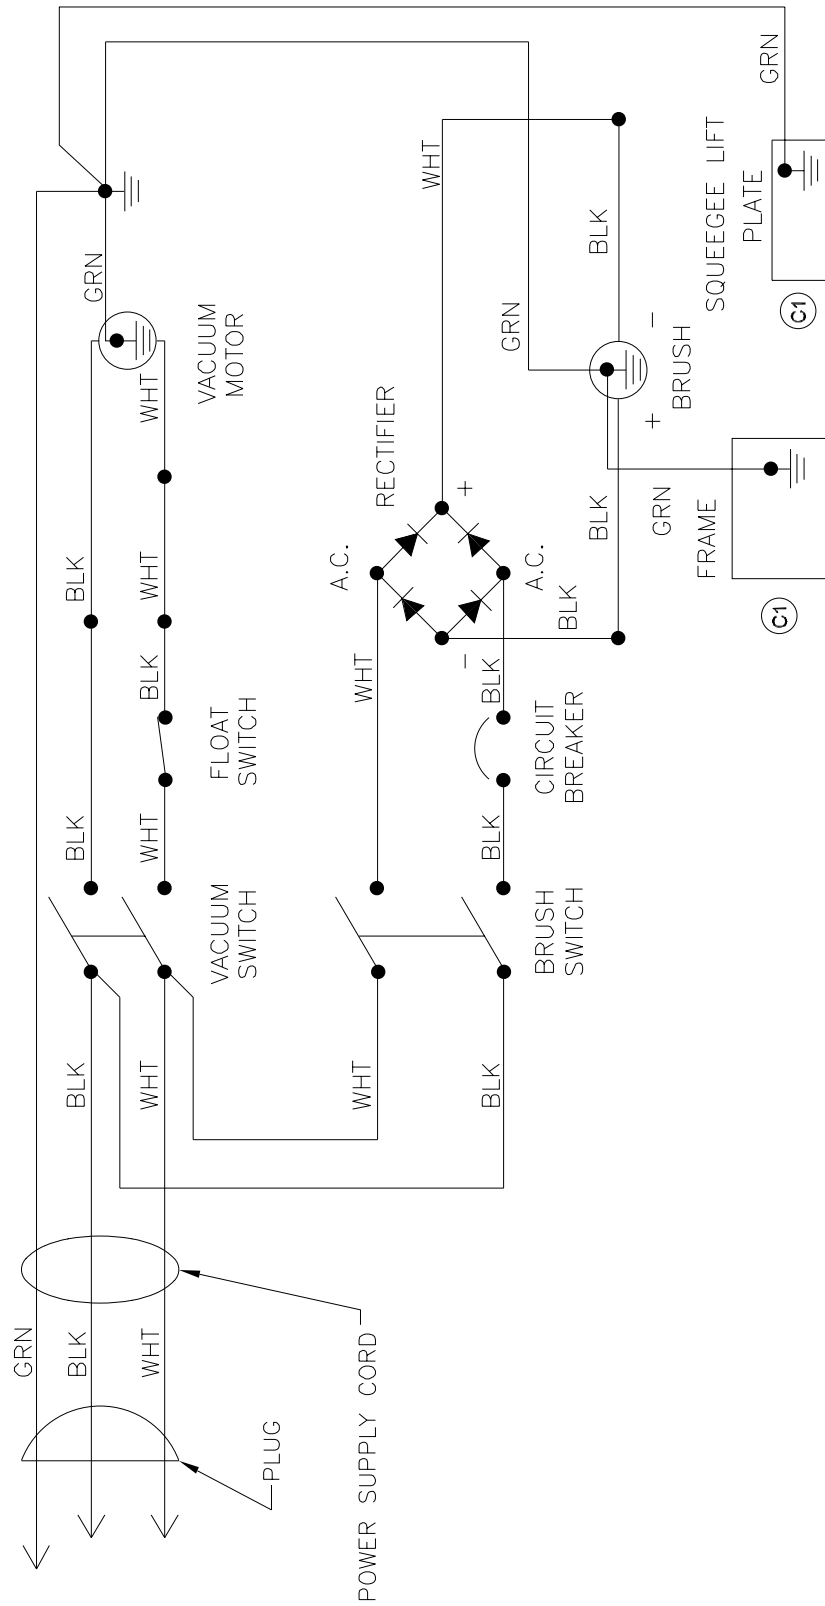 GRN
BLK
BLK
BLK
BLK
GRN
WHT
WHT
WHT
BLK
WHT
WHT
VACUUM
SWITCH
FLOAT
SWITCH
VACUUM
MOTOR
PLUG
POWER SUPPLY CORD
WHT
WHT
A.C.
RECTIFIER
WHT
−
+
BLK
BLK
BLK
A.C.
GRN
BRUSH
SWITCH
CIRCUIT
BREAKER
BLK
BLK
BLK
+
−
BRUSH
GRN
FRAME
SQUEEGEE LIFT
PLATE
GRN
C1
C1